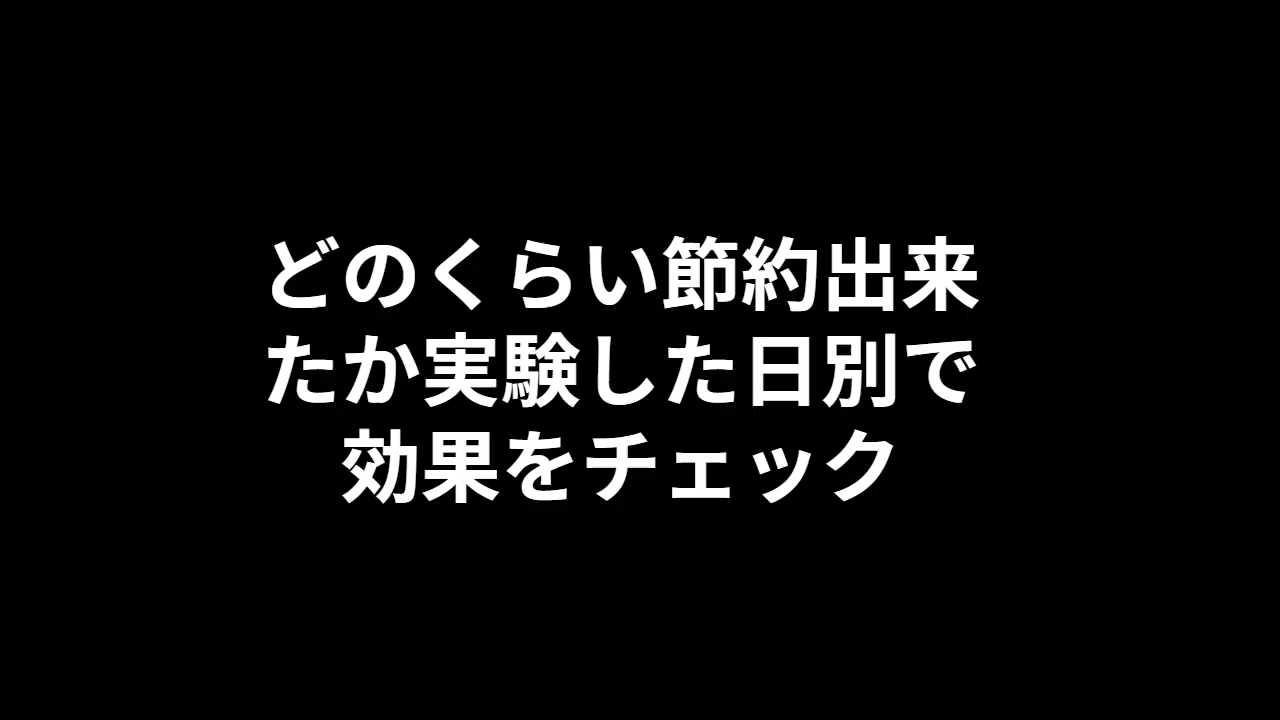 どのくらい節約出来
たか実験した日別で
効果をチェック